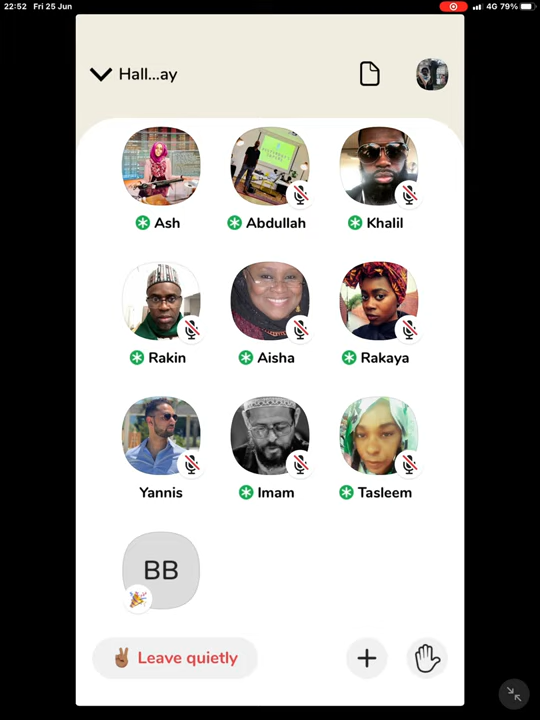 22:52 Fri 25 Jun 4G 79%
Hall...ay
Ash Abdullah Khalil
Rakin Aisha Rakaya
Yannis Imam Tasleem
BB
Leave quietly